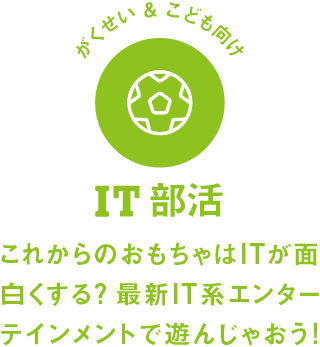 がくせい & こども向け
IT 部活
これからのおもちゃはITが面
白くする? 最新IT系エンター
テインメントで遊んじゃおう!